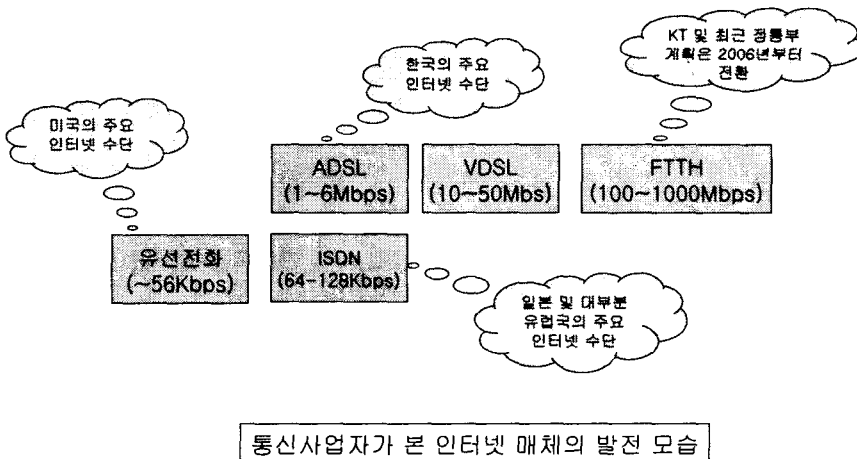 KT 및 최근 정통부
계획은 2006년부터
전환
한국의 주요
인터넷 수단
미국의 주요
인터넷 수단
ADSL
(1~6Mbps)
VDSL
(10~50Mbs)
FTTH
(100~1000Mbps)
유선전화
(~56Kbps)
ISDN
(64-128Kbps)
일본 및 대부분
유럽국의 주요
인터넷 수단
통신사업자가 본 인터넷 매체의 발전 모습